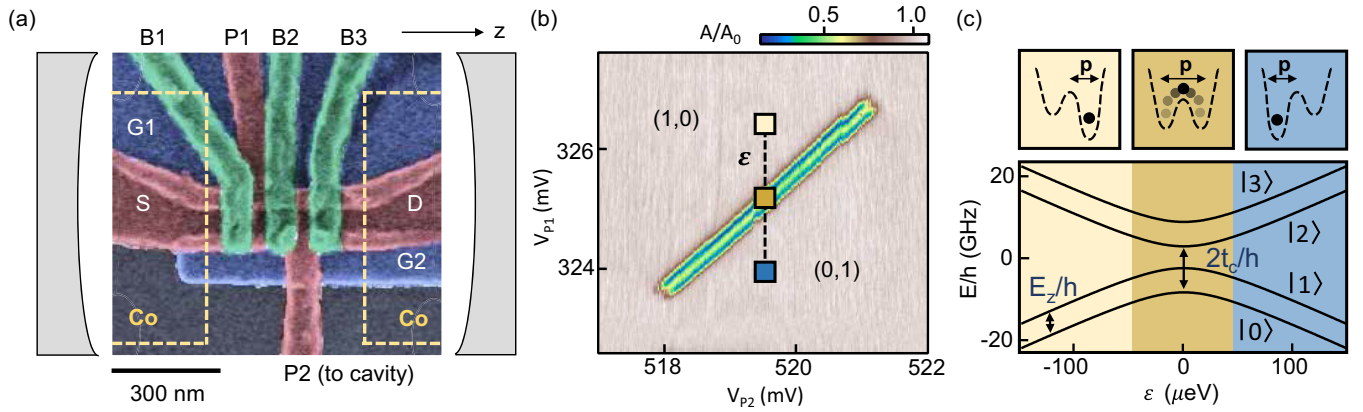 (a)
B1 P1 B2 B3 z
G1
S
D
G2
Co
Co
300 nm
P2 (to cavity)
(b)
A/A₀
0.5
1.0
(1,0)
ε
(0,1)
326
324
V_P1 (mV)
518
520
522
V_P2 (mV)
(c)
p
p
p
20
0
-20
E/h (GHz)
|3⟩
|2⟩
2t_c/h
|1⟩
E_z/h
|0⟩
-100
0
100
ε (μeV)